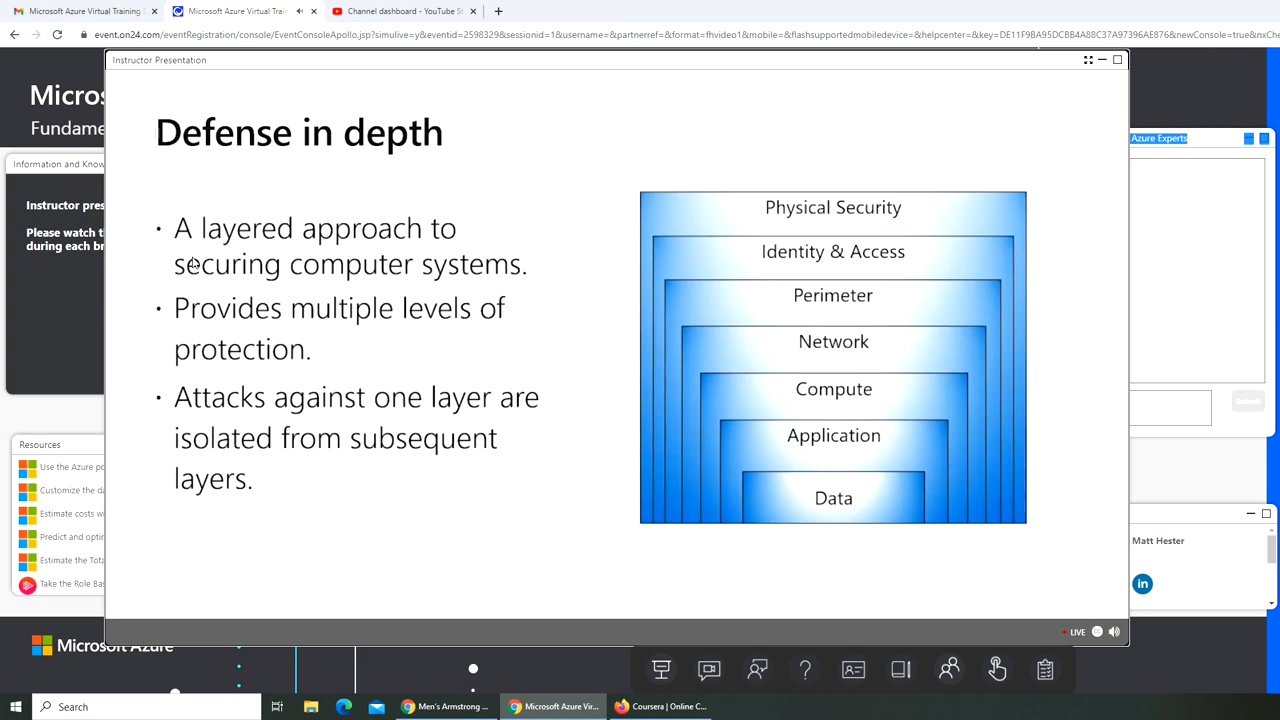 Microsoft Azure Virtual Training
Microsoft Azure Virtual Train
Channel dashboard - YouTube St
event.on24.com/eventRegistration/console/EventConsoleApollo.jsp?simulive=y&eventid=2598329&sessionid=1&username=&partnerref=&format=fhvideo1&mobile=&flashsupportedmobiledevice=&helpcenter=&key=DE11F9BA95DCBB4A88C37A97396AE876&newConsole=true&nxChe
Instructor Presentation
Micros
Fundame
Information and Know
Instructor pres
Please watch th
during each br
Defense in depth
· A layered approach to
securing computer systems.
· Provides multiple levels of
protection.
· Attacks against one layer are
isolated from subsequent
layers.
Physical Security
Identity & Access
Perimeter
Network
Compute
Application
Data
Azure Experts
Submit
Resources
Use the Azure po
Customize the da
Estimate costs w
Predict and optim
Estimate the Tota
Take the Role Bas
Matt Hester
in
LIVE
Microsoft Azure
Search
Men's Armstrong ...
Microsoft Azure Vir...
Coursera | Online C...